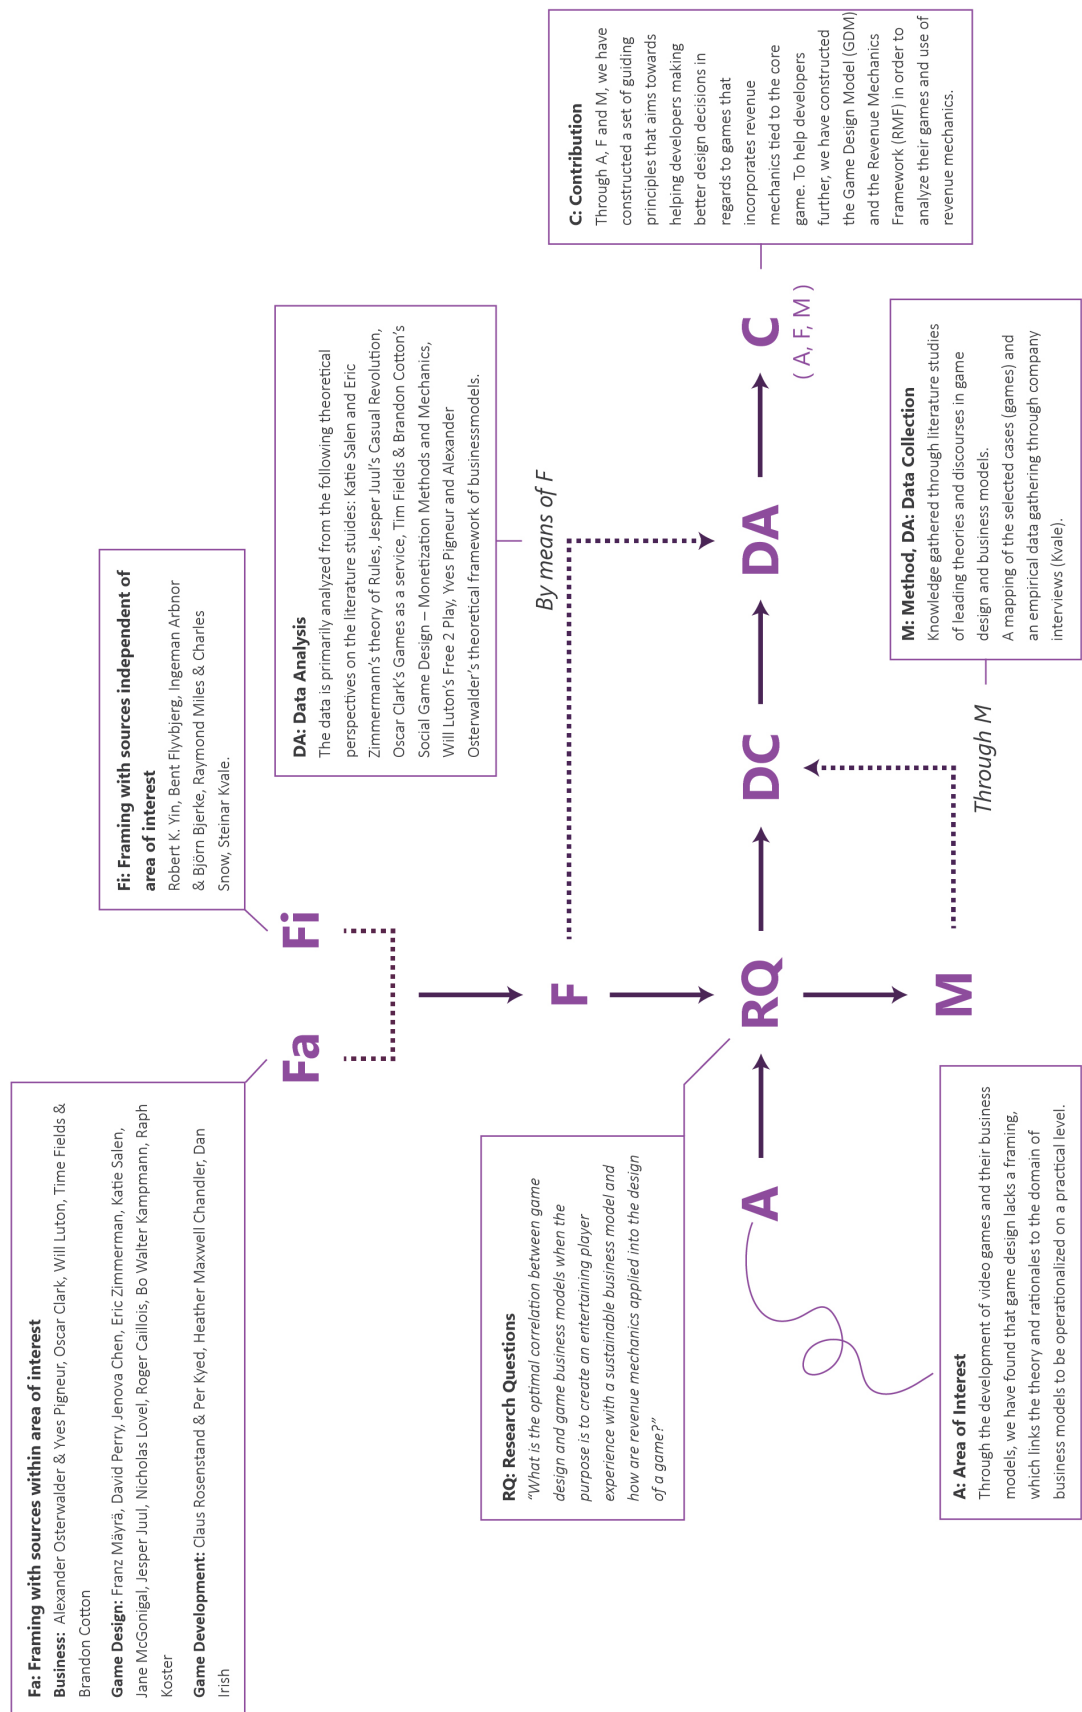 Fa: Framing with sources within area of interest
Business: Alexander Osterwalder & Yves Pigneur, Oscar Clark, Will Luton, Time Fields &
Brandon Cotton
Game Design: Franz Mäyrä, David Perry, Jenova Chen, Eric Zimmerman, Katie Salen,
Jane McGonigal, Jesper Juul, Nicholas Lovel, Roger Caillois, Bo Walter Kampmann, Raph
Koster
Game Development: Claus Rosenstand & Per Kyed, Heather Maxwell Chandler, Dan
Irish
Fi: Framing with sources independent of
area of interest
Robert K. Yin, Bent Flyvbjerg, Ingeman Arbnor
& Björn Bjerke, Raymond Miles & Charles
Snow, Steinar Kvale.
Fa
Fi
DA: Data Analysis
The data is primarily analyzed from the following theoretical
perspectives on the literature stuides: Katie Salen and Eric
Zimmermann's theory of Rules, Jesper Juul's Casual Revolution,
Oscar Clark's Games as a service, Tim Fields & Brandon Cotton's
Social Game Design – Monetization Methods and Mechanics,
Will Luton's Free 2 Play, Yves Pigneur and Alexander
Osterwalder's theoretical framework of businessmodels.
By means of F
F
RQ: Research Questions
"What is the optimal correlation between game
design and game business models when the
purpose is to create an entertaining player
experience with a sustainable business model and
how are revenue mechanics applied into the design
of a game?"
C: Contribution
Through A, F and M, we have
constructed a set of guiding
principles that aims towards
helping developers making
better design decisions in
regards to games that
incorporates revenue
mechanics tied to the core
game. To help developers
further, we have constructed
the Game Design Model (GDM)
and the Revenue Mechanics
Framework (RMF) in order to
analyze their games and use of
revenue mechanics.
A
RQ
DC
DA
C
( A, F, M )
M
Through M
A: Area of Interest
Through the development of video games and their business
models, we have found that game design lacks a framing,
which links the theory and rationales to the domain of
business models to be operationalized on a practical level.
M: Method, DA: Data Collection
Knowledge gathered through literature studies
of leading theories and discourses in game
design and business models.
A mapping of the selected cases (games) and
an empirical data gathering through company
interviews (Kvale).